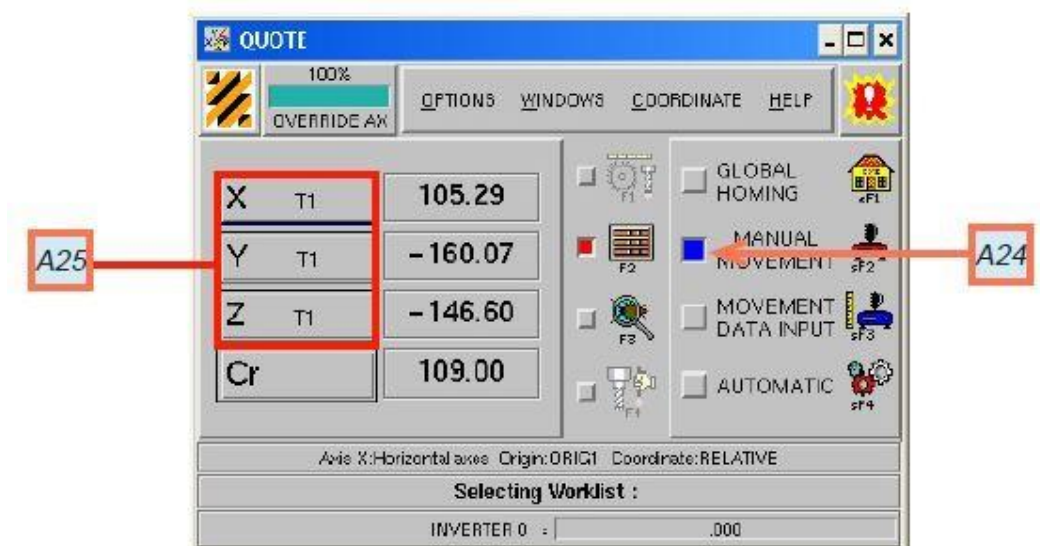 QUOTE
100%
OVERRIDE AX
OPTIONS WINDOWS COORDINATE HELP
X T1 105.29
Y T1 -160.07
Z T1 -146.60
Cr 109.00
F1
F2
F3
F4
GLOBAL
HOMING
sF1
MANUAL
MOVEMENT
sF2
MOVEMENT
DATA INPUT
sF3
AUTOMATIC
sF4
A25
A24
Axis X:Horizontal axes Origin:ORIG1 Coordinate:RELATIVE
Selecting Worklist :
INVERTER 0 = .000